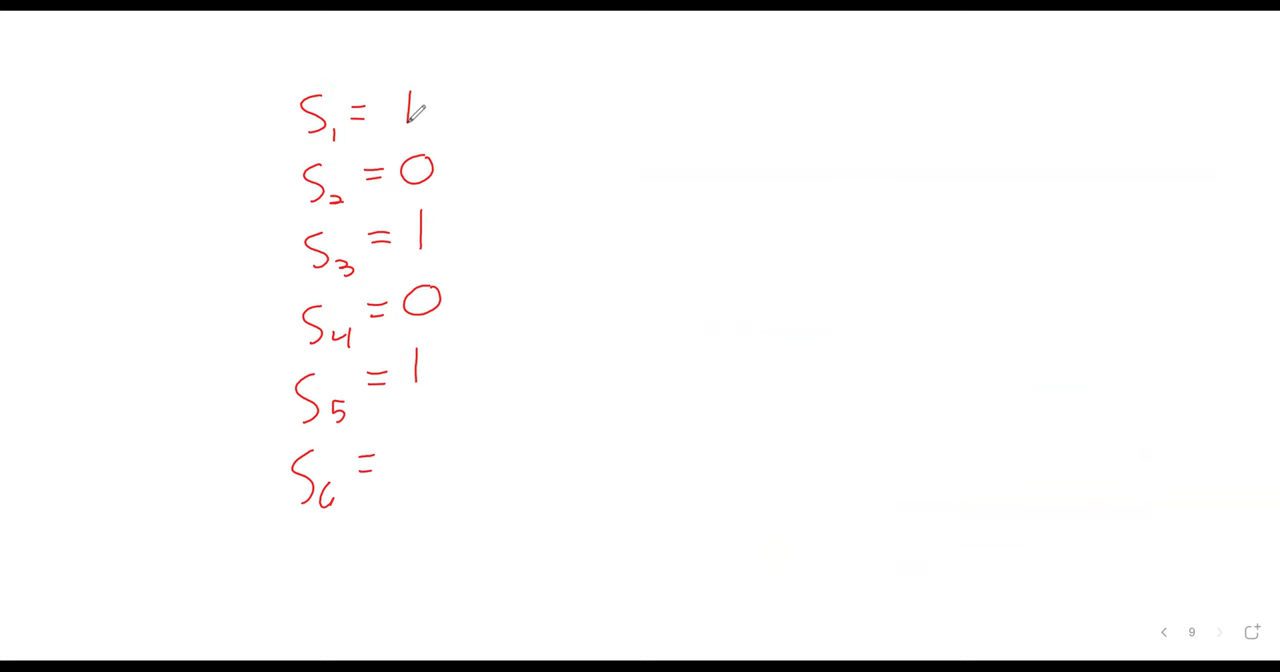 S₁ = 1
S₂ = 0
S₃ = 1
S₄ = 0
S₅ = 1
S₆ =
9